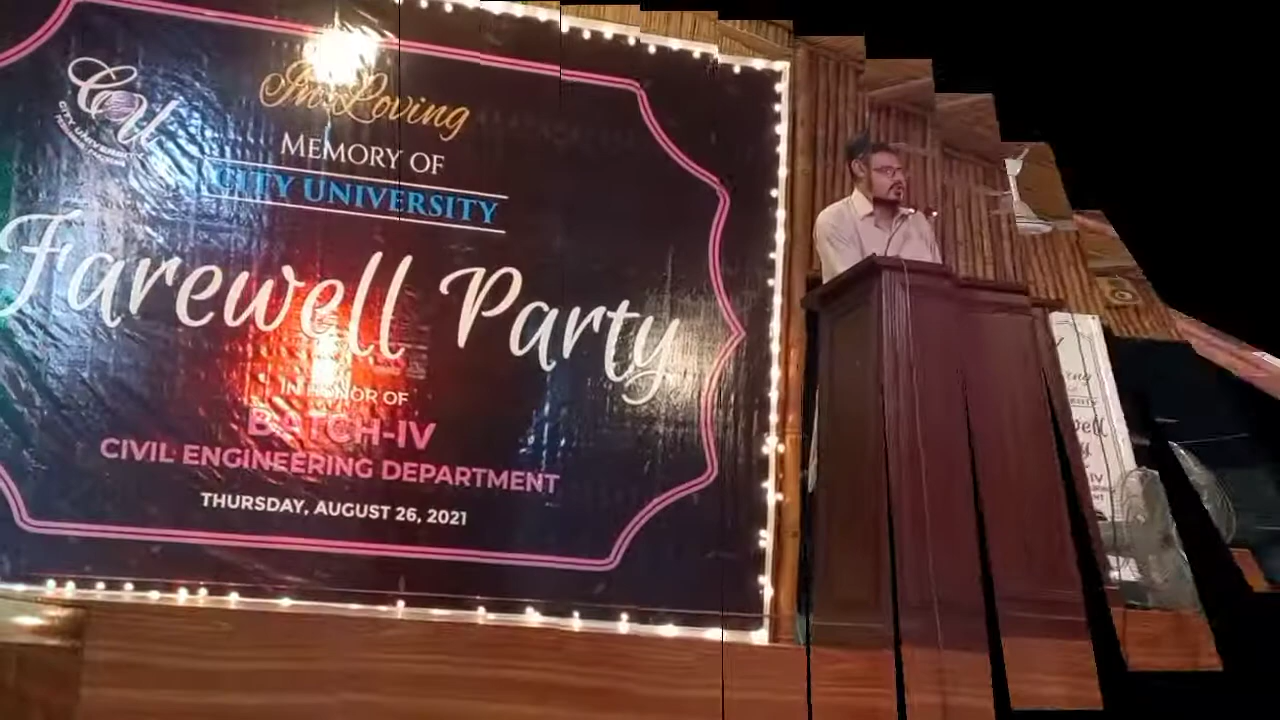 CU
In Loving
MEMORY OF
CITY UNIVERSITY
Farewell Party
IN HONOR OF
BATCH-IV
CIVIL ENGINEERING DEPARTMENT
THURSDAY, AUGUST 26, 2021